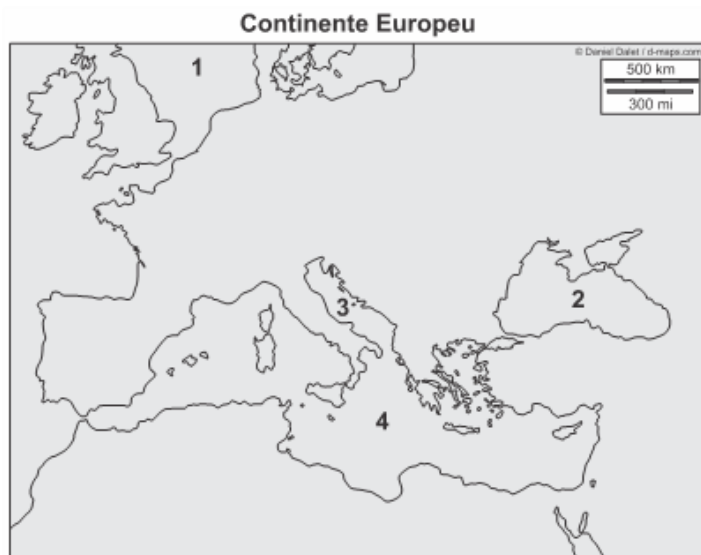 Continente Europeu
© Daniel Dalet / d-maps.com
500 km
300 mi
1
2
3
4